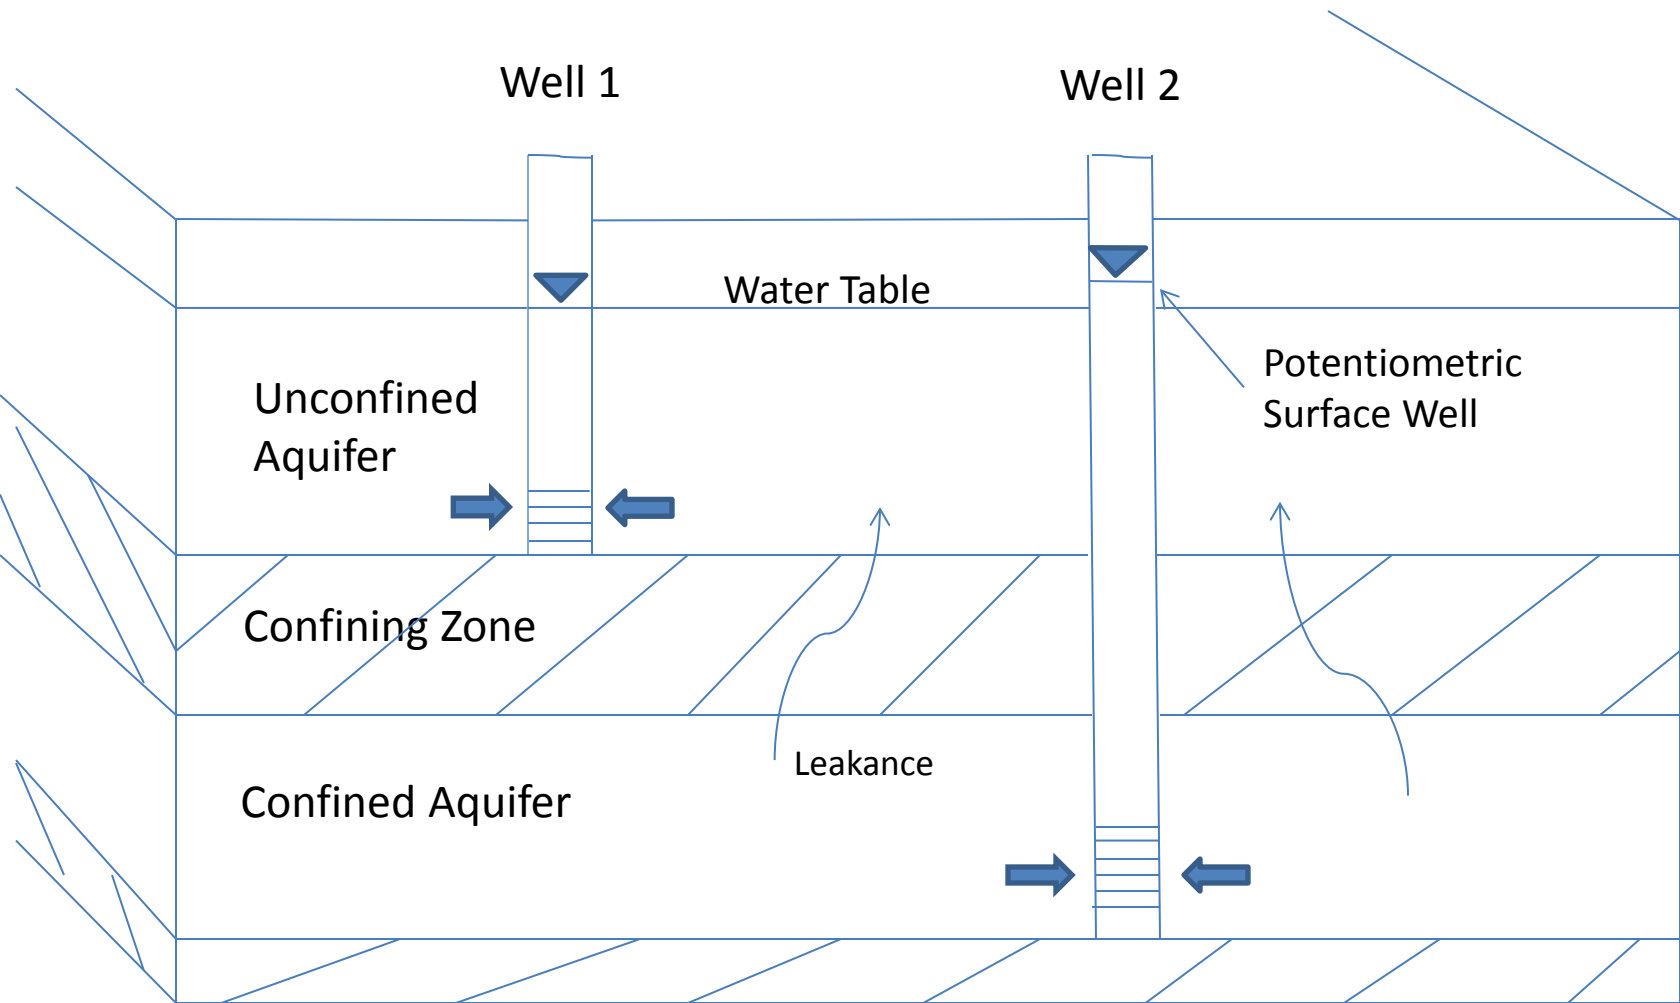 Well 1
Well 2
Water Table
Potentiometric
Surface Well
Unconfined
Aquifer
Confining Zone
Leakance
Confined Aquifer